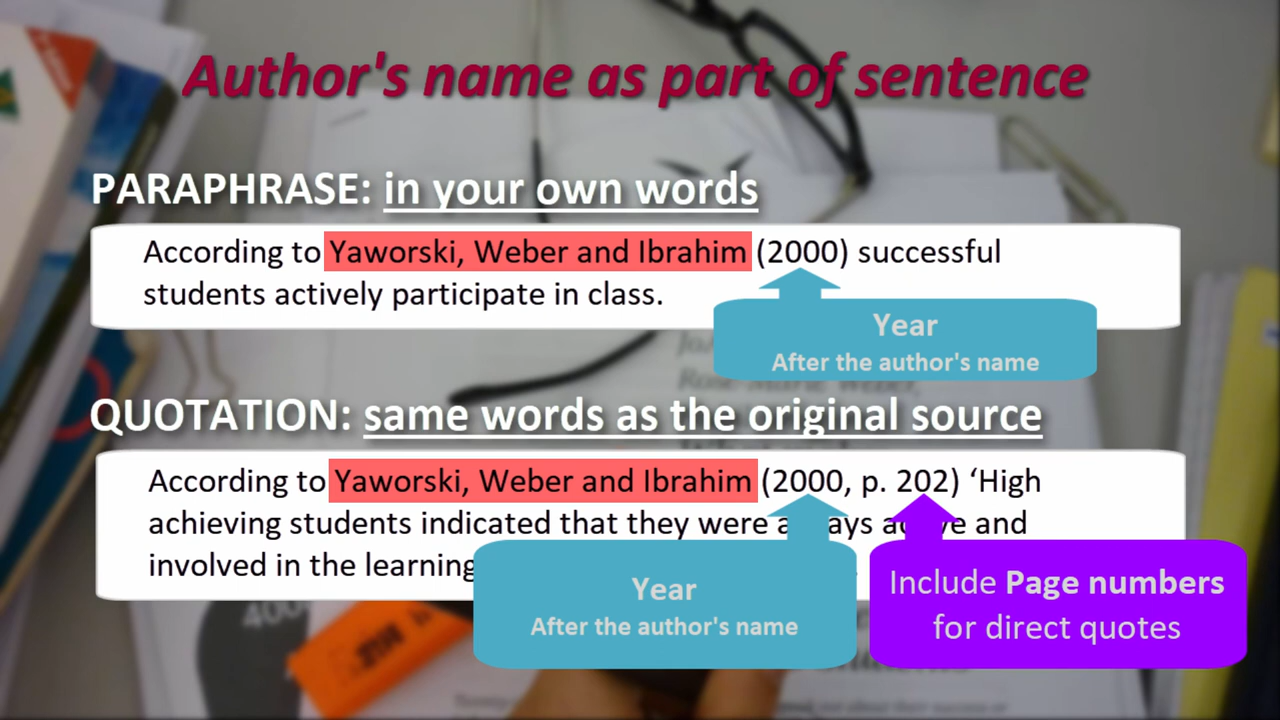 Author's name as part of sentence
PARAPHRASE: in your own words
According to Yaworski, Weber and Ibrahim (2000) successful
students actively participate in class.
Year
After the author's name
QUOTATION: same words as the original source
According to Yaworski, Weber and Ibrahim (2000, p. 202) ‘High
achieving students indicated that they were and
involved in the learning
Year
After the author's name
Include Page numbers
for direct quotes
400